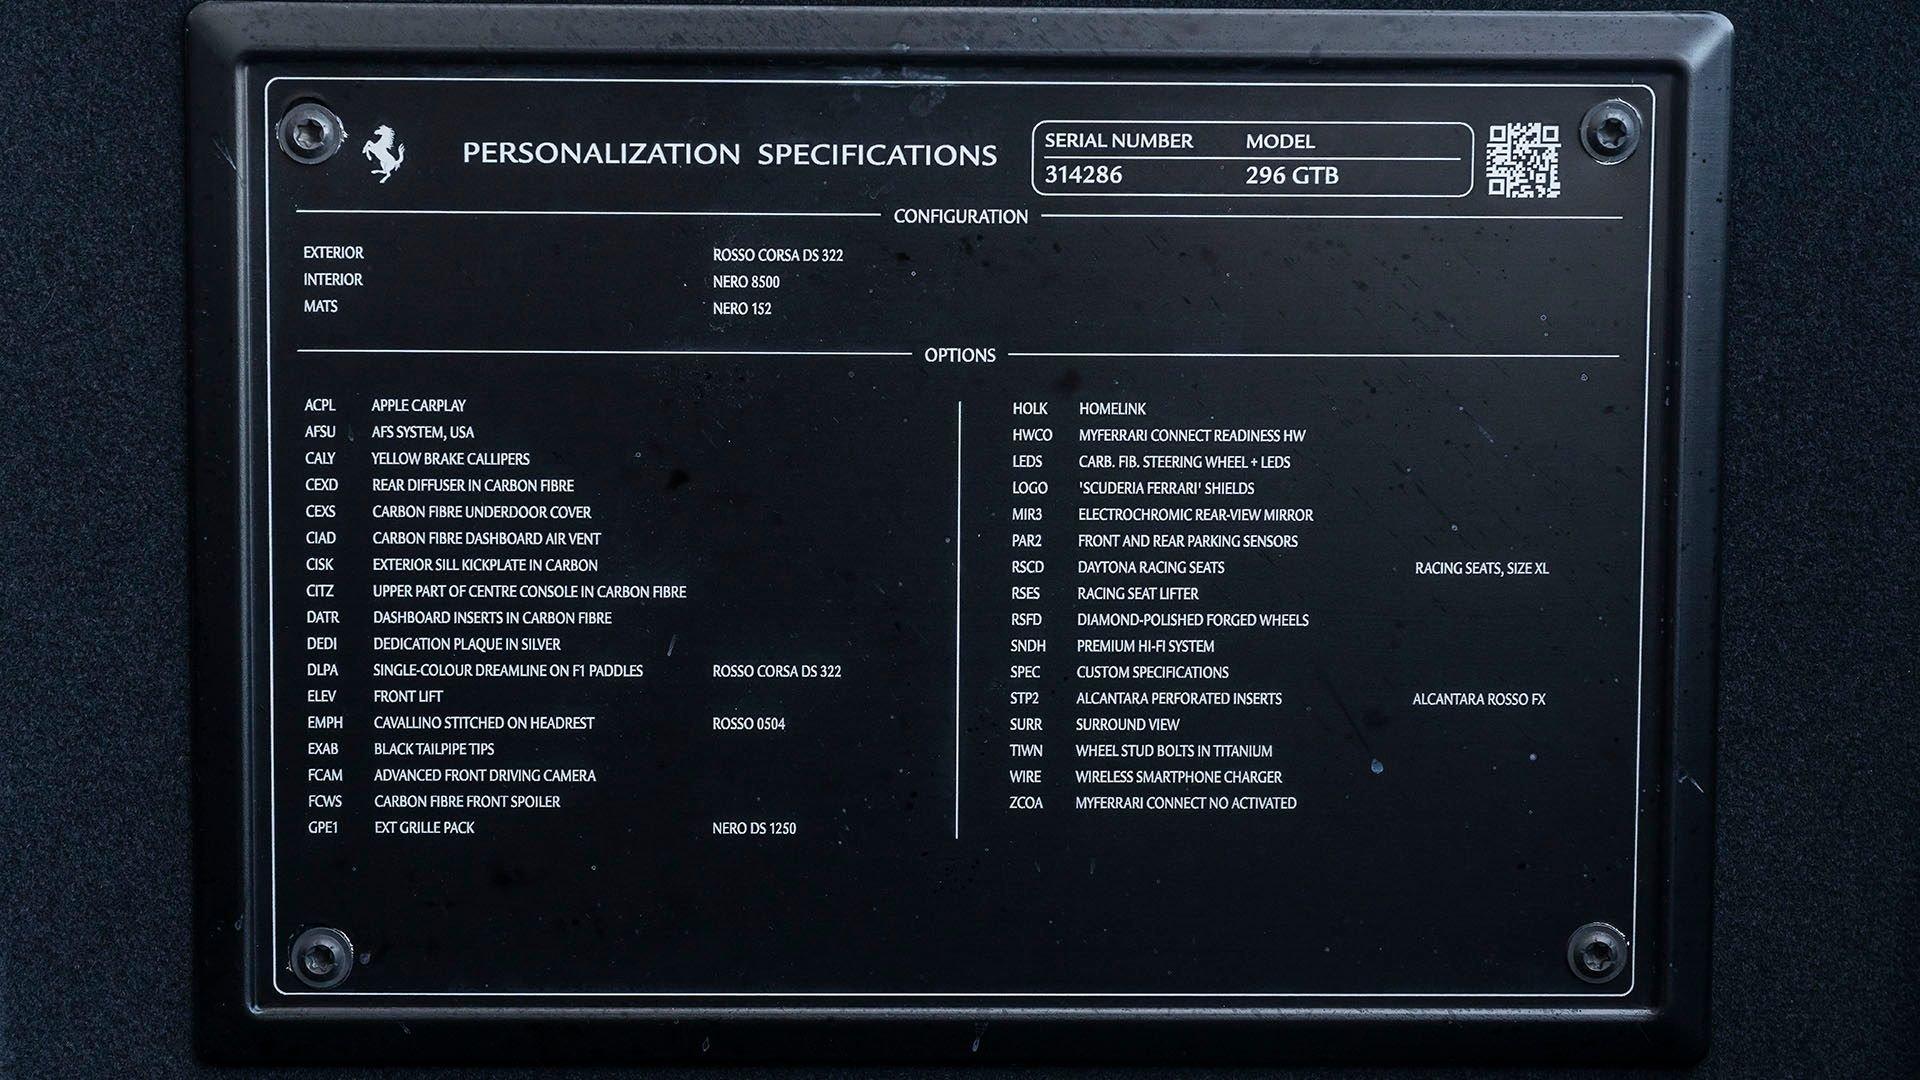 PERSONALIZATION SPECIFICATIONS
SERIAL NUMBER MODEL
314286 296 GTB
CONFIGURATION
EXTERIOR ROSSO CORSA DS 322
INTERIOR NERO 8500
MATS NERO 152
OPTIONS
ACPL APPLE CARPLAY
AFSU AFS SYSTEM, USA
CALY YELLOW BRAKE CALLIPERS
CEXD REAR DIFFUSER IN CARBON FIBRE
CEXS CARBON FIBRE UNDERDOOR COVER
CIAD CARBON FIBRE DASHBOARD AIR VENT
CISK EXTERIOR SILL KICKPLATE IN CARBON
CITZ UPPER PART OF CENTRE CONSOLE IN CARBON FIBRE
DATR DASHBOARD INSERTS IN CARBON FIBRE
DEDI DEDICATION PLAQUE IN SILVER
DLPA SINGLE-COLOUR DREAMLINE ON F1 PADDLES ROSSO CORSA DS 322
ELEV FRONT LIFT
EMPH CAVALLINO STITCHED ON HEADREST ROSSO 0504
EXAB BLACK TAILPIPE TIPS
FCAM ADVANCED FRONT DRIVING CAMERA
FCWS CARBON FIBRE FRONT SPOILER
GPE1 EXT GRILLE PACK NERO DS 1250
HOLK HOMELINK
HWCO MYFERRARI CONNECT READINESS HW
LEDS CARB. FIB. STEERING WHEEL + LEDS
LOGO 'SCUDERIA FERRARI' SHIELDS
MIR3 ELECTROCHROMIC REAR-VIEW MIRROR
PAR2 FRONT AND REAR PARKING SENSORS
RSCD DAYTONA RACING SEATS RACING SEATS, SIZE XL
RSES RACING SEAT LIFTER
RSFD DIAMOND-POLISHED FORGED WHEELS
SNDH PREMIUM HI-FI SYSTEM
SPEC CUSTOM SPECIFICATIONS
STP2 ALCANTARA PERFORATED INSERTS ALCANTARA ROSSO FX
SURR SURROUND VIEW
TIWN WHEEL STUD BOLTS IN TITANIUM
WIRE WIRELESS SMARTPHONE CHARGER
ZCOA MYFERRARI CONNECT NO ACTIVATED